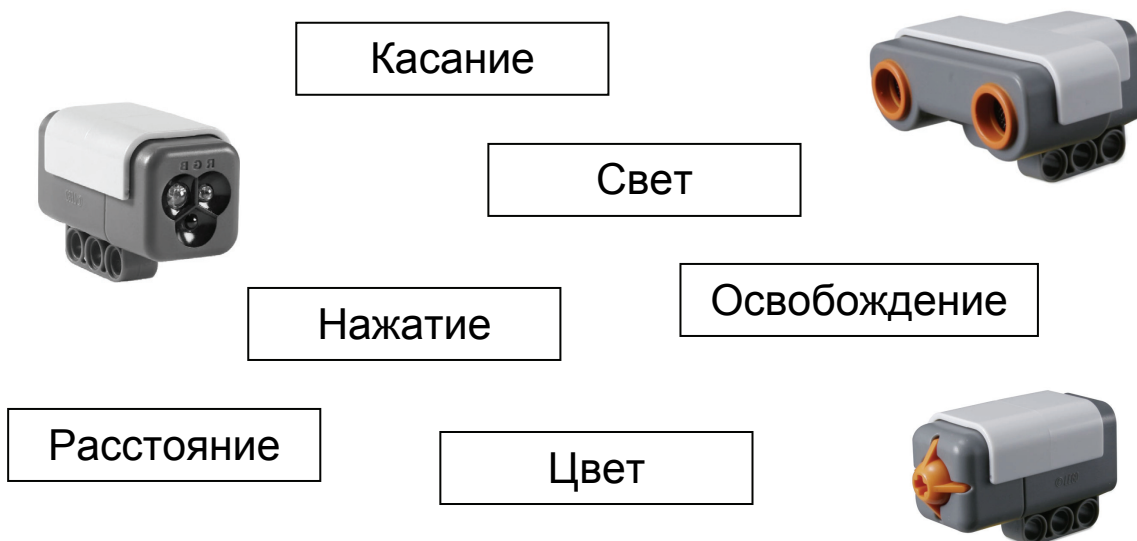 Касание
Свет
Освобождение
Нажатие
Расстояние
Цвет